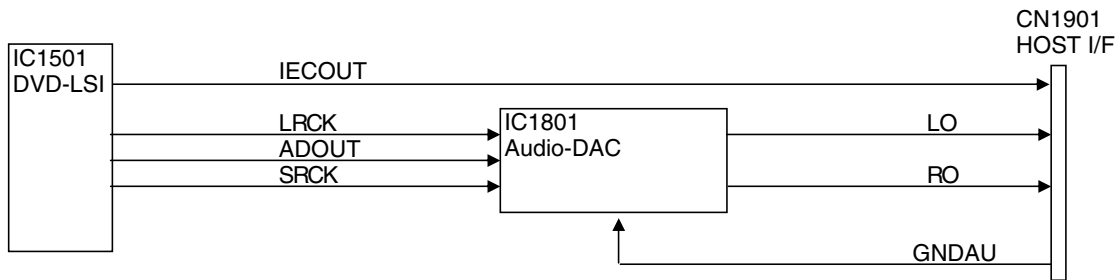 CN1901
HOST I/F
IC1501
DVD-LSI
IECOUT
LRCK
ADOUT
SRCK
IC1801
Audio-DAC
LO
RO
GNDAU